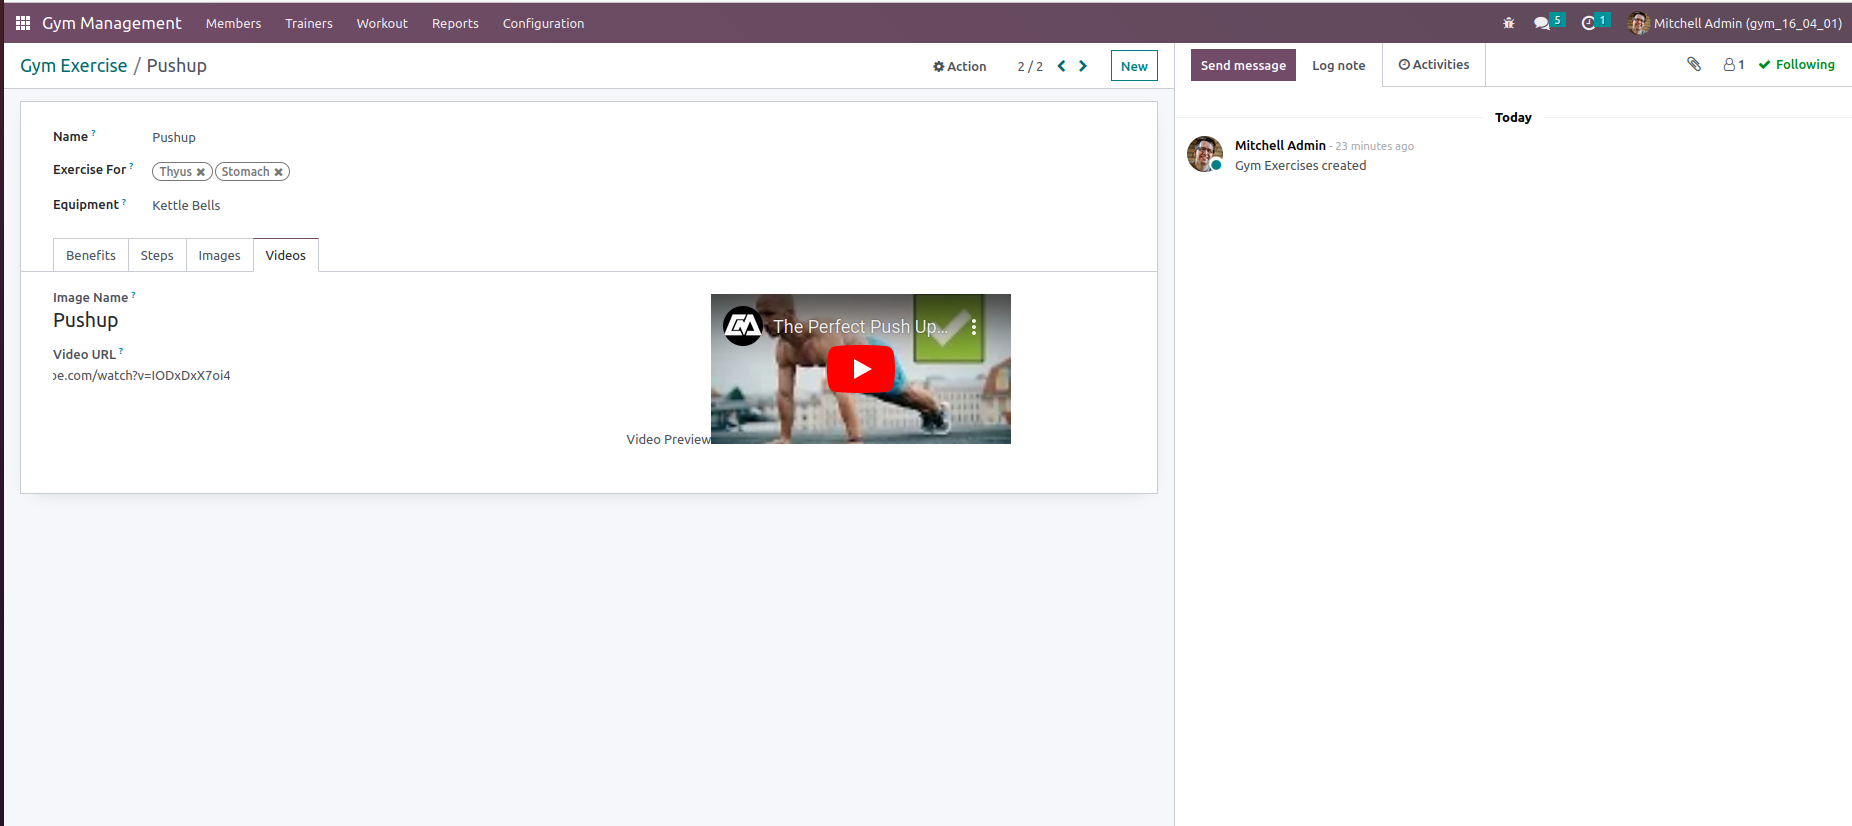 Gym Management Members Trainers Workout Reports Configuration 5 1 Mitchell Admin (gym_16_04_01)
Gym Exercise / Pushup Action 2 / 2 New
Send message Log note Activities 1 Following
Name ? Pushup
Exercise For ? Thyus Stomach
Equipment ? Kettle Bells
Benefits Steps Images Videos
Image Name ?
Pushup
Video URL ?
be.com/watch?v=IODxDxX7oi4
The Perfect Push Up...
Video Preview
Today
Mitchell Admin - 23 minutes ago
Gym Exercises created